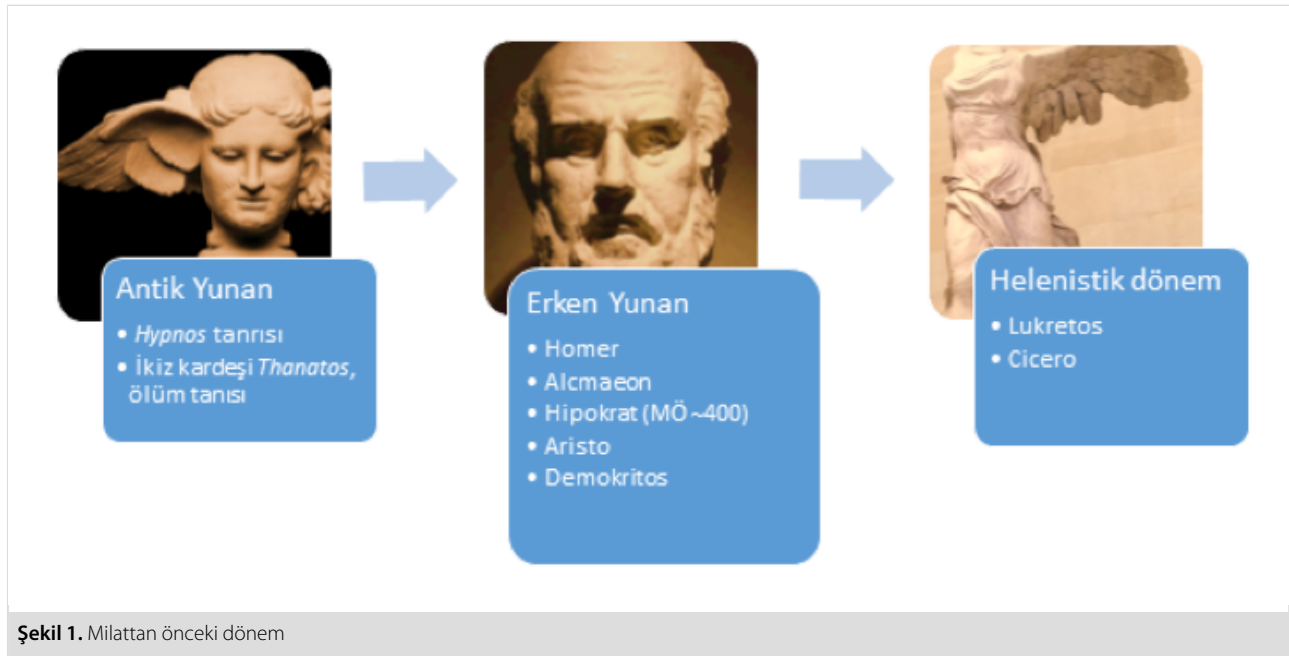 Antik Yunan
• Hypnos tanrısı
• İkiz kardeşi Thanatos,
ölüm tanısı
Erken Yunan
• Homer
• Alcmaeon
• Hipokrat (MÖ ~400)
• Aristo
• Demokritos
Helenistik dönem
• Lukretos
• Cicero
Şekil 1. Milattan önceki dönem